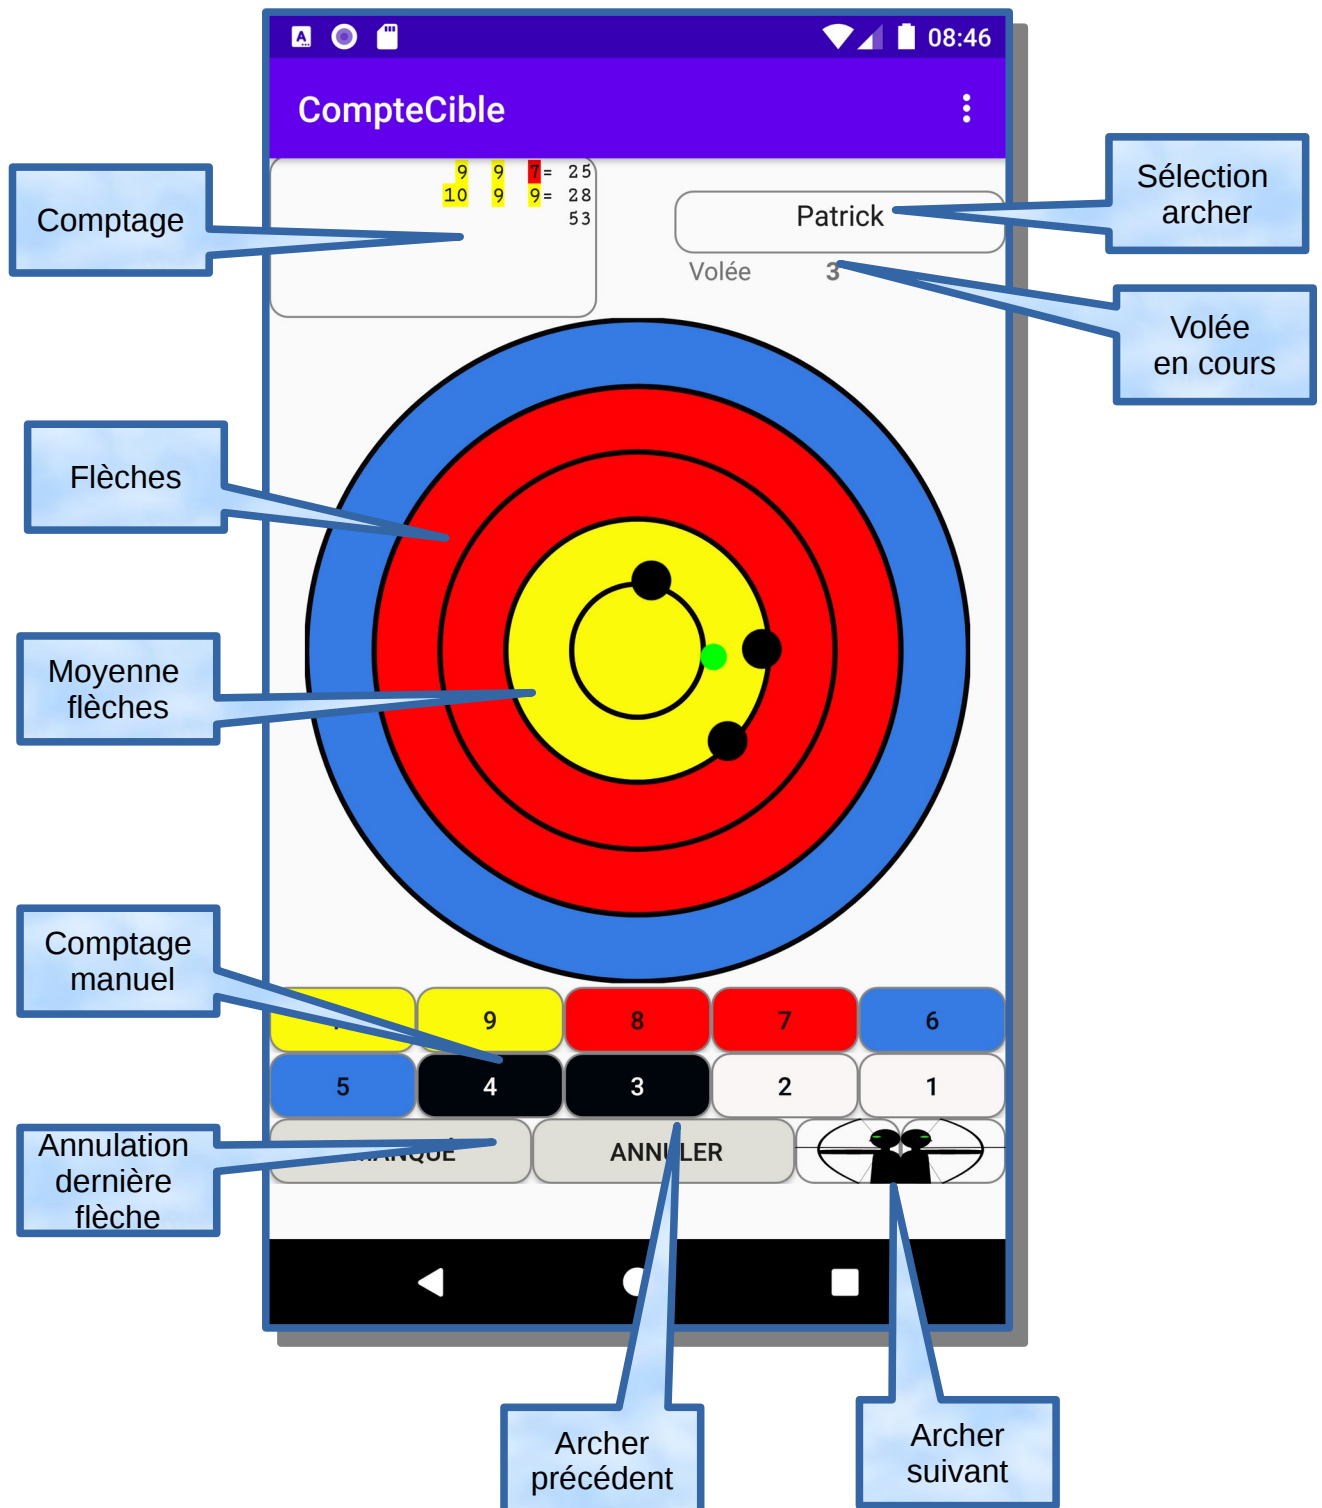 08:46
CompteCible
9 9 7= 25
10 9 9= 28
53
Patrick
Volée 3
Comptage
Sélection
archer
Volée
en cours
Flèches
Moyenne
flèches
Comptage
manuel
9 8 7 6
5 4 3 2 1
MANQUÉ ANNULER
Annulation
dernière
flèche
Archer
précédent
Archer
suivant